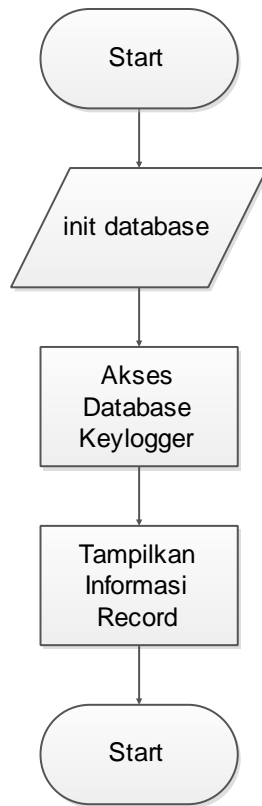 Start
init database
Akses
Database
Keylogger
Tampilkan
Informasi
Record
Start